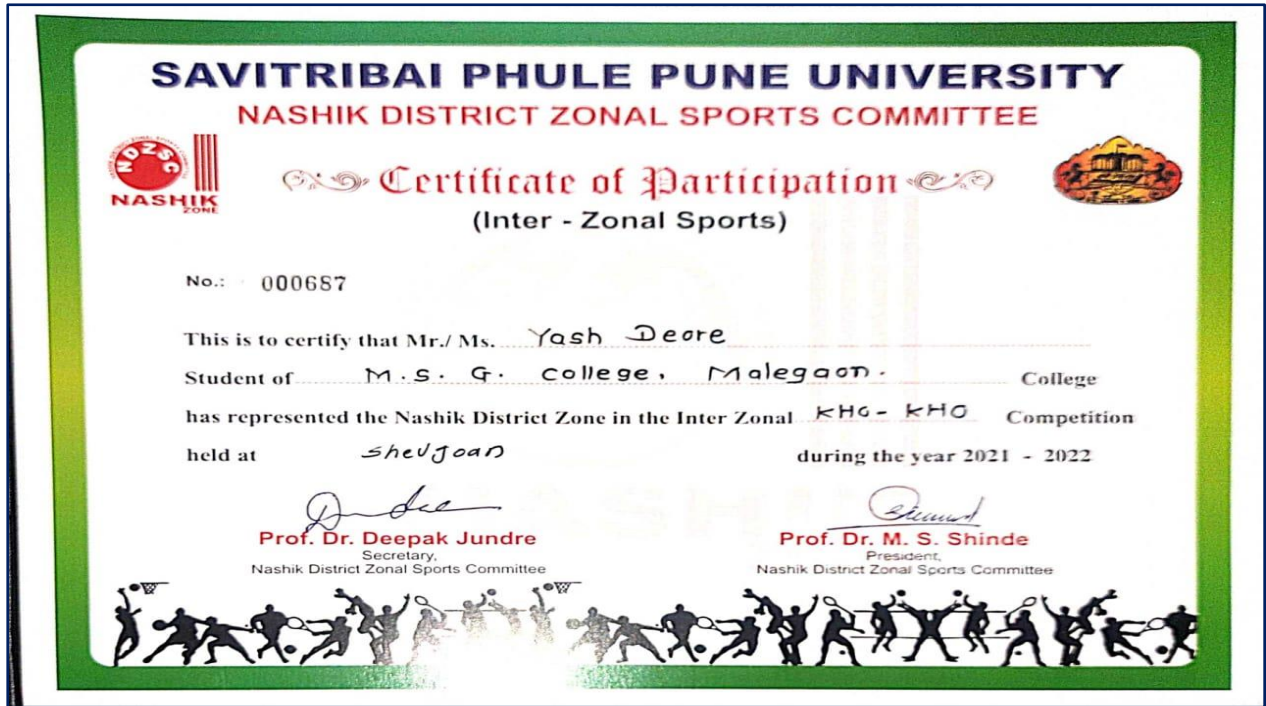 SAVITRIBAI PHULE PUNE UNIVERSITY
NASHIK DISTRICT ZONAL SPORTS COMMITTEE
NDZSC
NASHIK
ZONE
Certificate of Participation
(Inter - Zonal Sports)
No.: 000687
This is to certify that Mr./ Ms. Yash Deore
Student of M.S. G. college, Malegaon. College
has represented the Nashik District Zone in the Inter Zonal KHO-KHO Competition
held at Shevgoan during the year 2021 - 2022
Prof. Dr. Deepak Jundre Prof. Dr. M. S. Shinde
Secretary, President,
Nashik District Zonal Sports Committee Nashik District Zonal Sports Committee